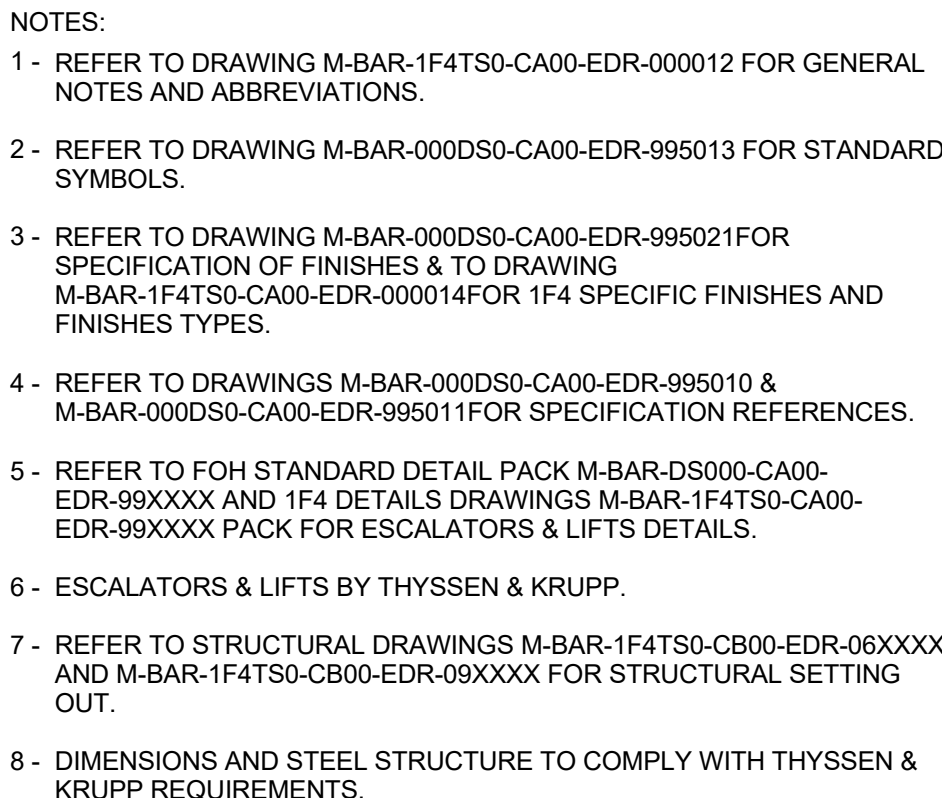 NOTES:
1 - REFER TO DRAWING M-BAR-1F4TS0-CA00-EDR-000012 FOR GENERAL
NOTES AND ABBREVIATIONS.
2 - REFER TO DRAWING M-BAR-000DS0-CA00-EDR-995013 FOR STANDARD
SYMBOLS.
3 - REFER TO DRAWING M-BAR-000DS0-CA00-EDR-995021FOR
SPECIFICATION OF FINISHES & TO DRAWING
M-BAR-1F4TS0-CA00-EDR-000014FOR 1F4 SPECIFIC FINISHES AND
FINISHES TYPES.
4 - REFER TO DRAWINGS M-BAR-000DS0-CA00-EDR-995010 &
M-BAR-000DS0-CA00-EDR-995011FOR SPECIFICATION REFERENCES.
5 - REFER TO FOH STANDARD DETAIL PACK M-BAR-DS000-CA00-
EDR-99XXXX AND 1F4 DETAILS DRAWINGS M-BAR-1F4TS0-CA00-
EDR-99XXXX PACK FOR ESCALATORS & LIFTS DETAILS.
6 - ESCALATORS & LIFTS BY THYSSEN & KRUPP.
7 - REFER TO STRUCTURAL DRAWINGS M-BAR-1F4TS0-CB00-EDR-06XXXX
AND M-BAR-1F4TS0-CB00-EDR-09XXXX FOR STRUCTURAL SETTING
OUT.
8 - DIMENSIONS AND STEEL STRUCTURE TO COMPLY WITH THYSSEN &
KRUPP REQUIREMENTS.